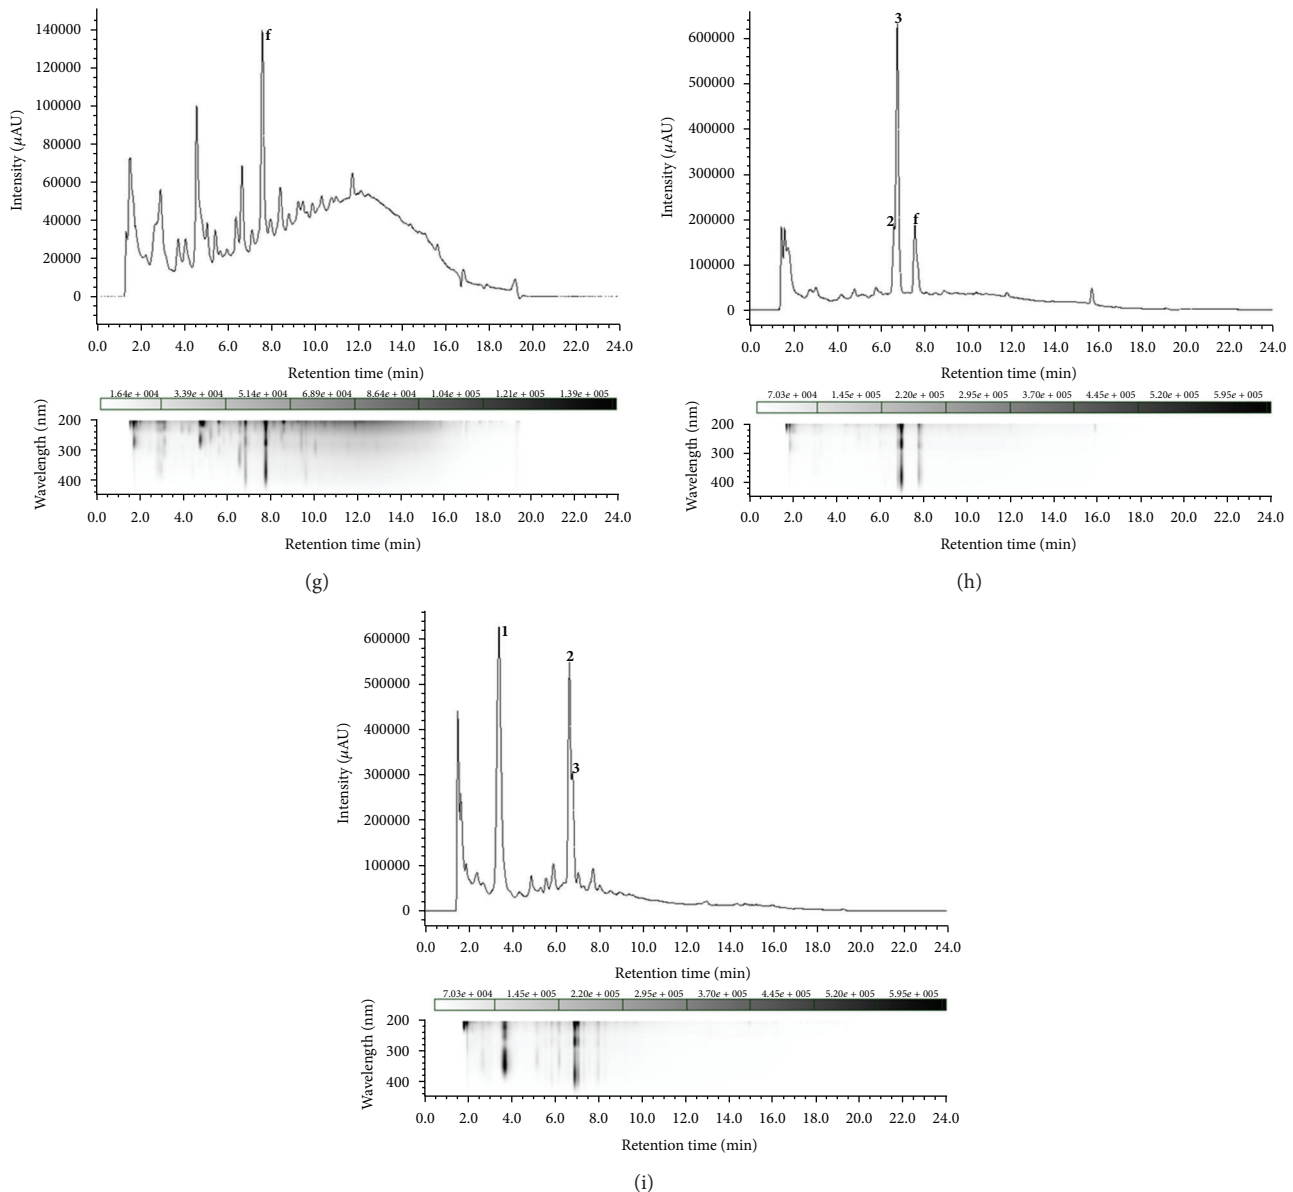 140000
120000
100000
80000
60000
40000
20000
0
Intensity (μAU)
f
0.0 2.0 4.0 6.0 8.0 10.0 12.0 14.0 16.0 18.0 20.0 22.0 24.0
Retention time (min)
1.64e + 004 3.39e + 004 5.14e + 004 6.89e + 004 8.64e + 004 1.04e + 005 1.21e + 005 1.39e + 005
200
300
400
Wavelength (nm)
0.0 2.0 4.0 6.0 8.0 10.0 12.0 14.0 16.0 18.0 20.0 22.0 24.0
Retention time (min)
(g)
600000
500000
400000
300000
200000
100000
0
Intensity (μAU)
3
2
f
0.0 2.0 4.0 6.0 8.0 10.0 12.0 14.0 16.0 18.0 20.0 22.0 24.0
Retention time (min)
7.03e + 004 1.45e + 005 2.20e + 005 2.95e + 005 3.70e + 005 4.45e + 005 5.20e + 005 5.95e + 005
200
300
400
Wavelength (nm)
0.0 2.0 4.0 6.0 8.0 10.0 12.0 14.0 16.0 18.0 20.0 22.0 24.0
Retention time (min)
(h)
600000
500000
400000
300000
200000
100000
0
Intensity (μAU)
1
2
3
0.0 2.0 4.0 6.0 8.0 10.0 12.0 14.0 16.0 18.0 20.0 22.0 24.0
Retention time (min)
7.03e + 004 1.45e + 005 2.20e + 005 2.95e + 005 3.70e + 005 4.45e + 005 5.20e + 005 5.95e + 005
200
300
400
Wavelength (nm)
0.0 2.0 4.0 6.0 8.0 10.0 12.0 14.0 16.0 18.0 20.0 22.0 24.0
Retention time (min)
(i)